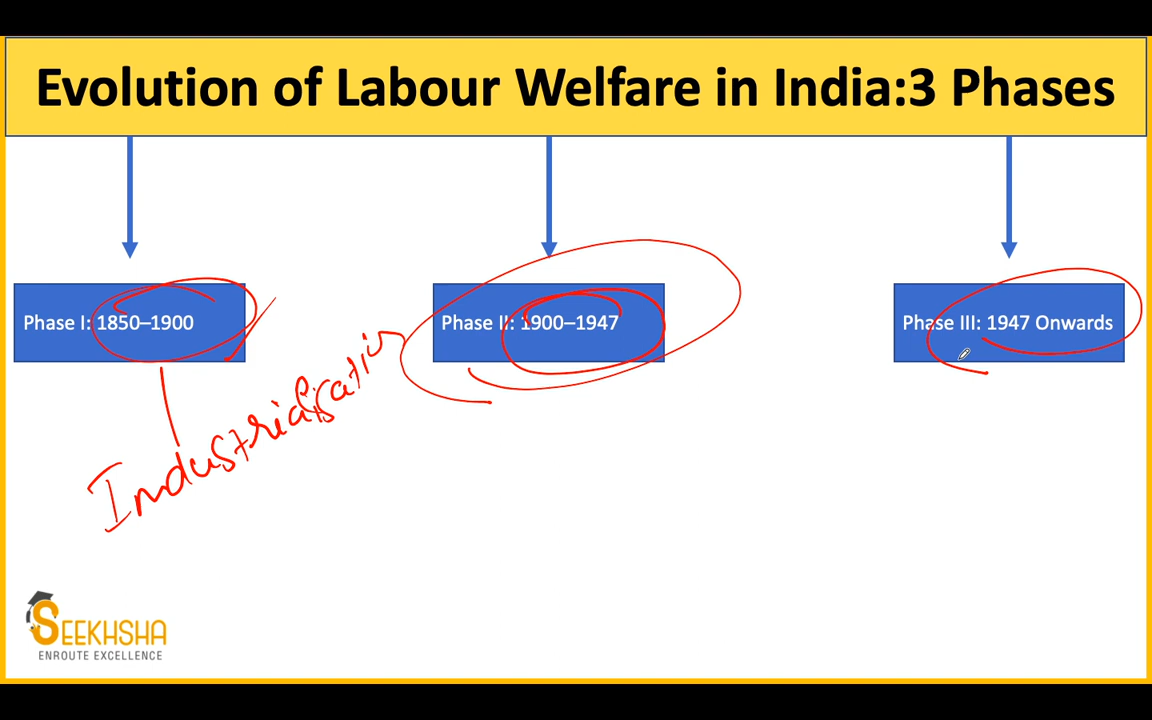 Evolution of Labour Welfare in India:3 Phases
Phase I: 1850–1900
Phase II: 1900–1947
Phase III: 1947 Onwards
Industrialisation
SEEKHSHA
ENROUTE EXCELLENCE